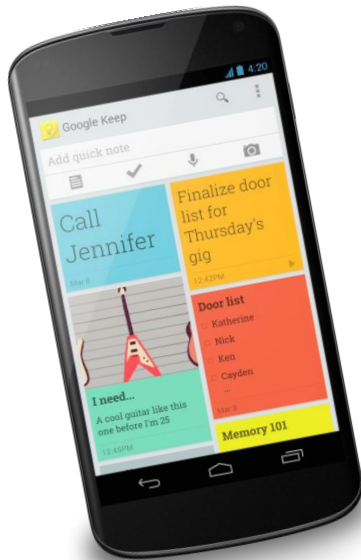 4:20
Google Keep
Add quick note
Call
Jennifer
Mar 8
Finalize door
list for
Thursday's
gig
12:42PM
I need...
A cool guitar like this
one before I'm 25
12:45PM
Door list
Katherine
Nick
Ken
Cayden
...
Mar 8
Memory 101